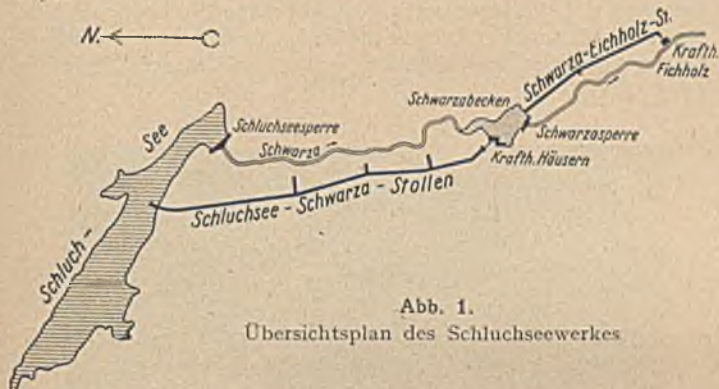 N.
Schwarza-Eichholz-St.
Krafth.
Eichholz
Schwarzabecken
Schwarzasperre
Krafth. Häusern
See
Schluchseesperre
Schwarza
Schluchsee - Schwarza - Stollen
Schluch-
Abb. 1.
Übersichtsplan des Schluchseewerkes